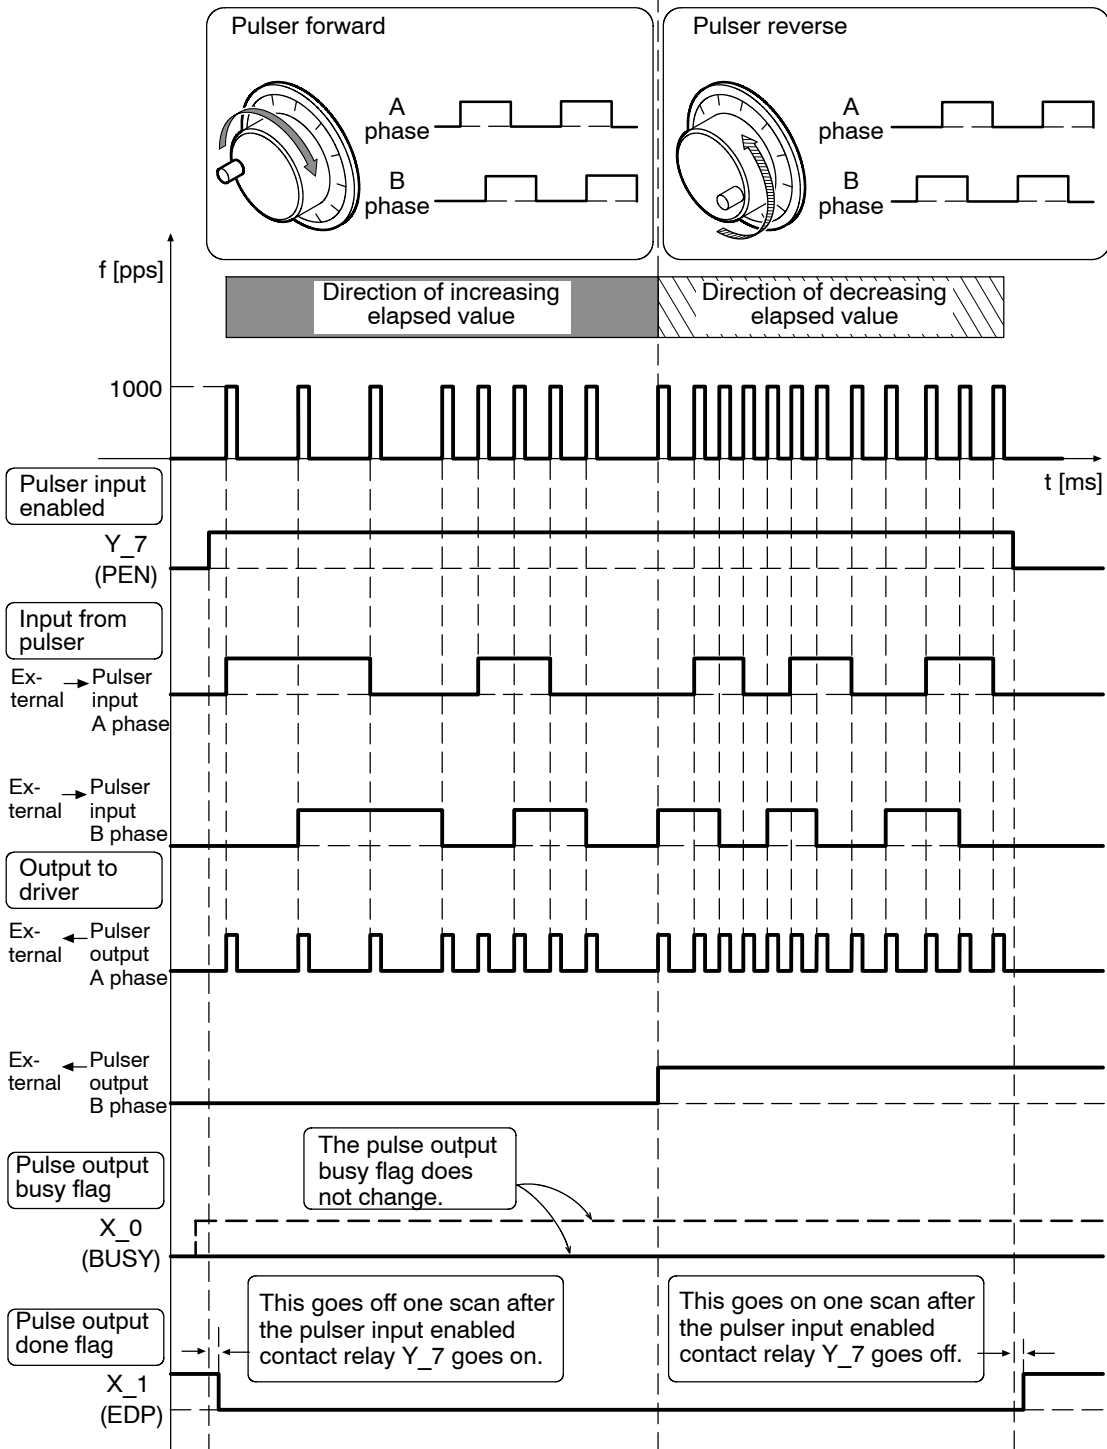 Pulser forward
A
phase
B
phase
Pulser reverse
A
phase
B
phase
f [pps]
Direction of increasing
elapsed value
Direction of decreasing
elapsed value
1000
t [ms]
Pulser input
enabled
Y_7
(PEN)
Input from
pulser
Ex-
ternal
Pulser
input
A phase
Ex-
ternal
Pulser
input
B phase
Output to
driver
Ex-
ternal
Pulser
output
A phase
Ex-
ternal
Pulser
output
B phase
Pulse output
busy flag
The pulse output
busy flag does
not change.
X_0
(BUSY)
Pulse output
done flag
This goes off one scan after
the pulser input enabled
contact relay Y_7 goes on.
This goes on one scan after
the pulser input enabled
contact relay Y_7 goes off.
X_1
(EDP)